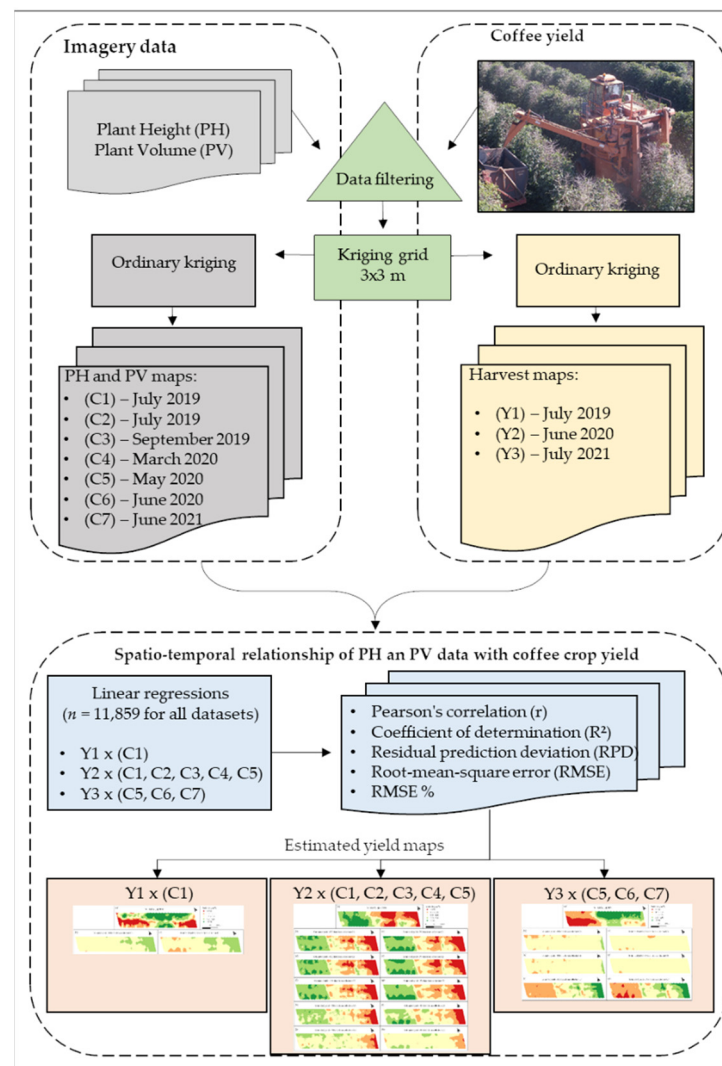 Imagery data
Coffee yield
Plant Height (PH)
Plant Volume (PV)
Data filtering
Ordinary kriging
Kriging grid
3x3 m
Ordinary kriging
PH and PV maps:
• (C1) – July 2019
• (C2) – July 2019
• (C3) – September 2019
• (C4) – March 2020
• (C5) – May 2020
• (C6) – June 2020
• (C7) – June 2021
Harvest maps:
• (Y1) – July 2019
• (Y2) – June 2020
• (Y3) – July 2021
Spatio-temporal relationship of PH an PV data with coffee crop yield
Linear regressions
(n = 11,859 for all datasets)
• Y1 x (C1)
• Y2 x (C1, C2, C3, C4, C5)
• Y3 x (C5, C6, C7)
• Pearson's correlation (r)
• Coefficient of determination (R²)
• Residual prediction deviation (RPD)
• Root-mean-square error (RMSE)
• RMSE %
Estimated yield maps
Y1 x (C1)
Y2 x (C1, C2, C3, C4, C5)
Y3 x (C5, C6, C7)